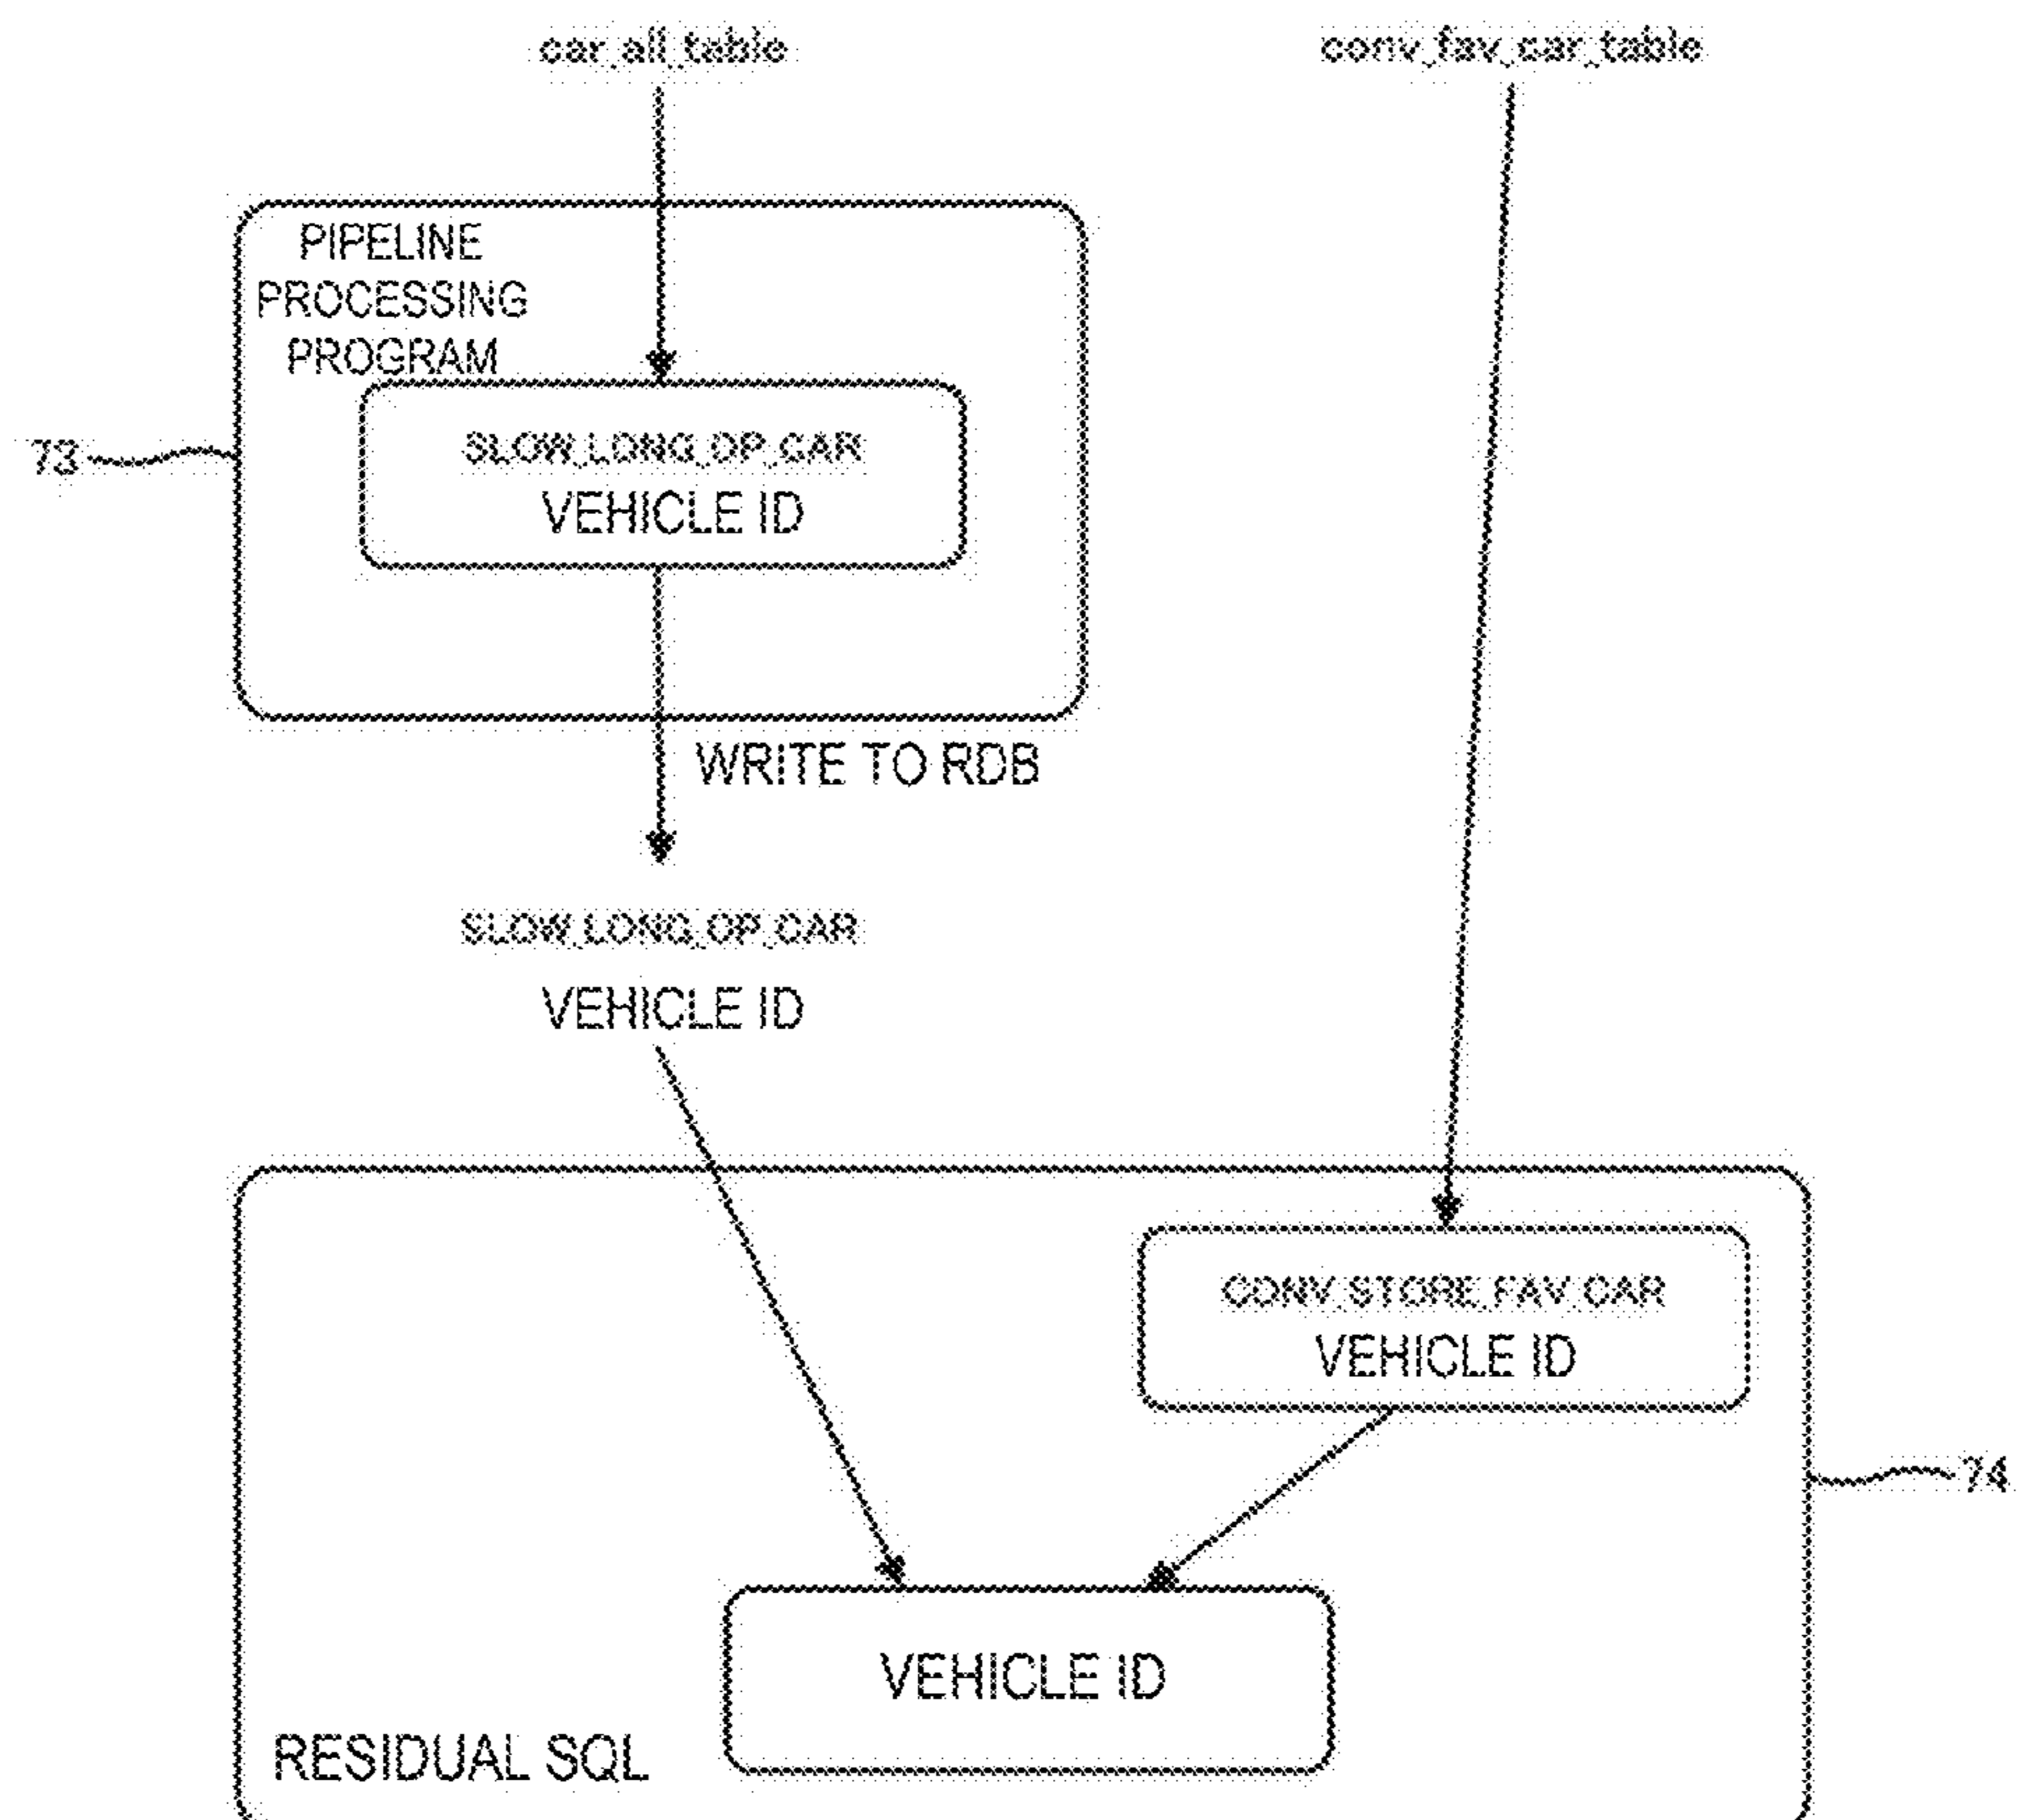 car_all_table
conv_fav_car_table
PIPELINE
PROCESSING
PROGRAM
SLOW_LONG_OP_CAR
VEHICLE ID
73
WRITE TO RDB
SLOW_LONG_OP_CAR
VEHICLE ID
CONV_STORE_FAV_CAR
VEHICLE ID
74
VEHICLE ID
RESIDUAL SQL